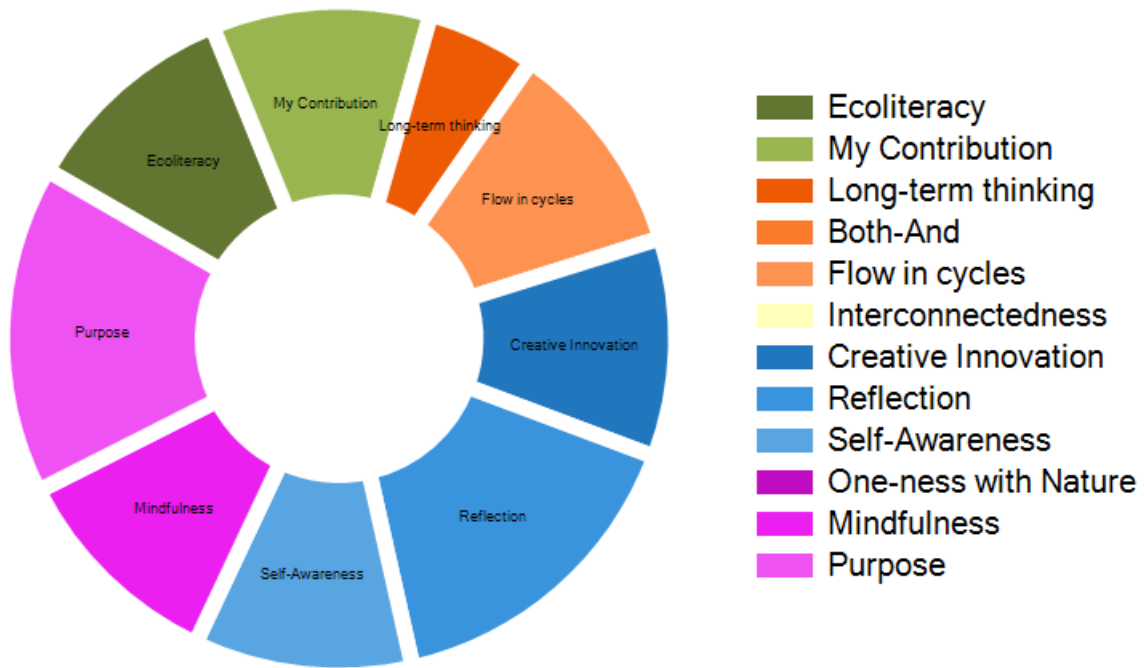 My Contribution
Long-term thinking
Ecoliteracy
Flow in cycles
Purpose
Creative Innovation
Mindfulness
Reflection
Self-Awareness
Ecoliteracy
My Contribution
Long-term thinking
Both-And
Flow in cycles
Interconnectedness
Creative Innovation
Reflection
Self-Awareness
One-ness with Nature
Mindfulness
Purpose